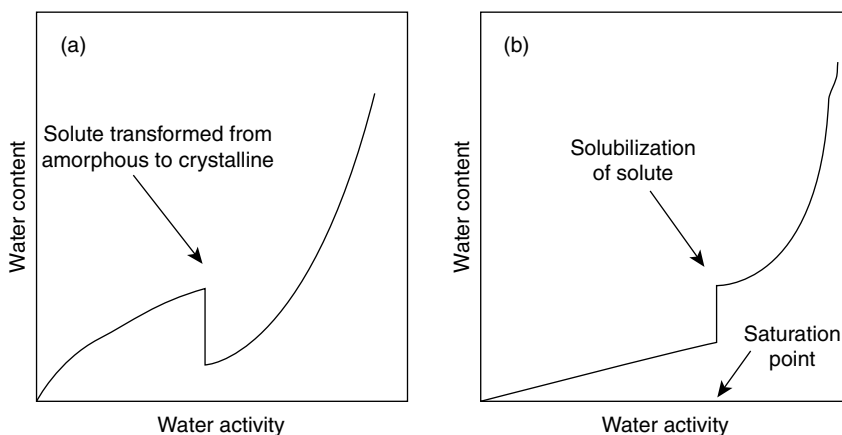 (a)
Solute transformed from
amorphous to crystalline
Water content
Water activity
(b)
Solubilization
of solute
Saturation
point
Water content
Water activity